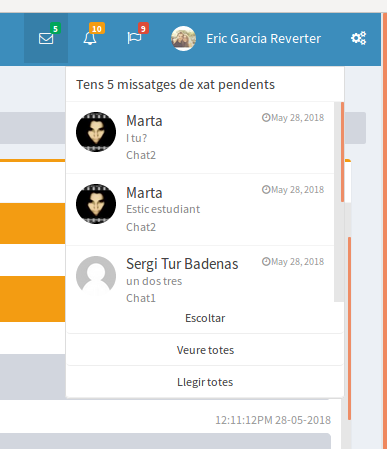 5 10 9
Eric Garcia Reverter
Tens 5 missatges de xat pendents
Marta May 28, 2018
I tu?
Chat2
Marta May 28, 2018
Estic estudiant
Chat2
Sergi Tur Badenas May 28, 2018
un dos tres
Chat1
Escoltar
Veure totes
Llegir totes
12:11:12PM 28-05-2018